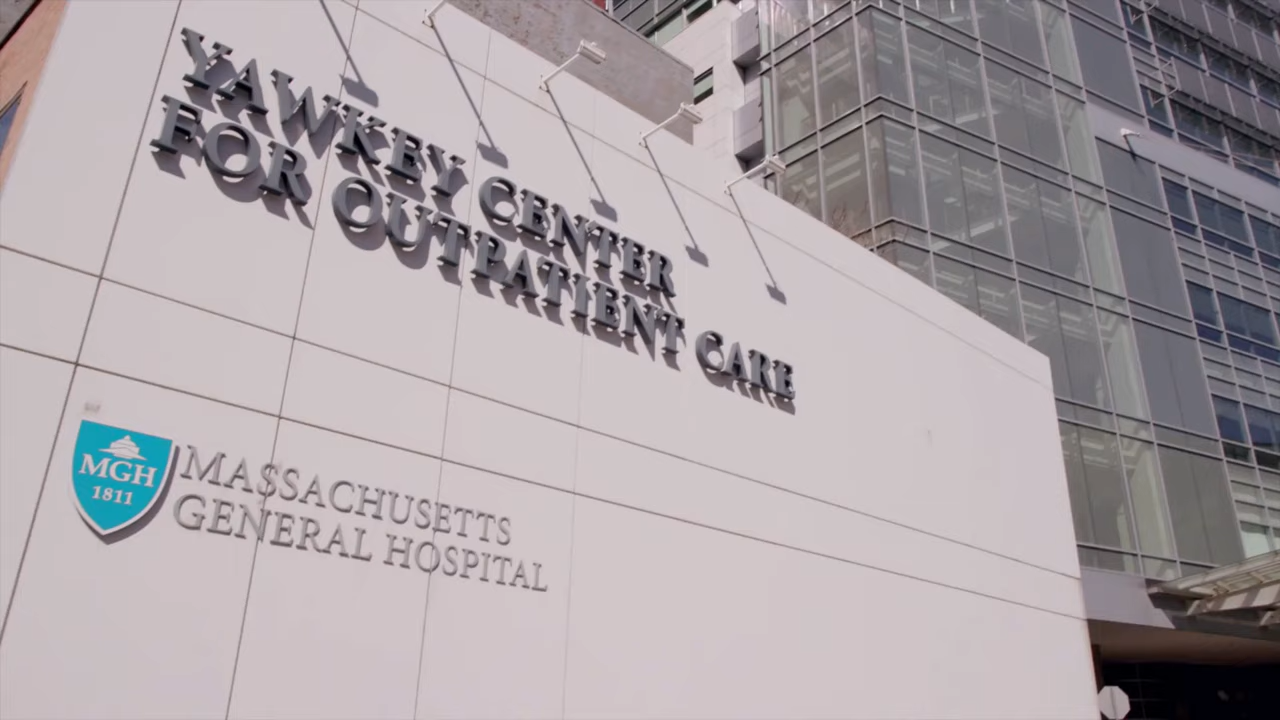 YAWKEY CENTER
FOR OUTPATIENT CARE
MGH
1811
MASSACHUSETTS
GENERAL HOSPITAL